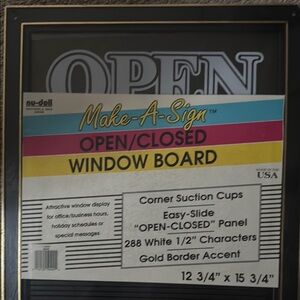 OPEN
nu-dell
Make-A-Sign™
OPEN/CLOSED
WINDOW BOARD
USA
Attractive window display
for office/business hours,
holiday schedules or
special messages
Corner Suction Cups
Easy-Slide
"OPEN-CLOSED" Panel
288 White 1/2" Characters
Gold Border Accent
12 3/4" x 15 3/4"